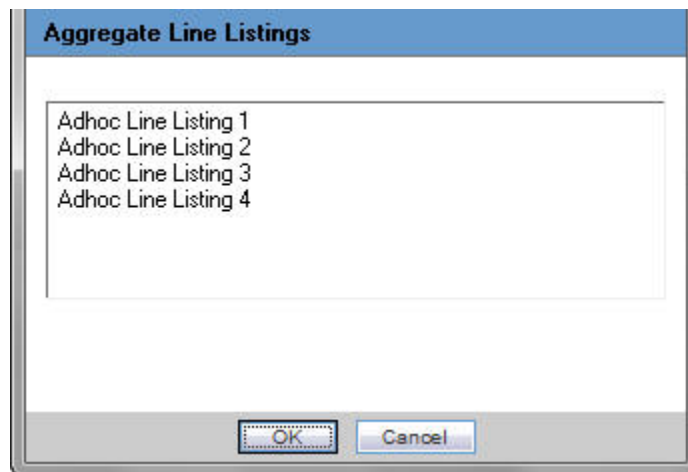 Aggregate Line Listings
Adhoc Line Listing 1
Adhoc Line Listing 2
Adhoc Line Listing 3
Adhoc Line Listing 4
OK
Cancel